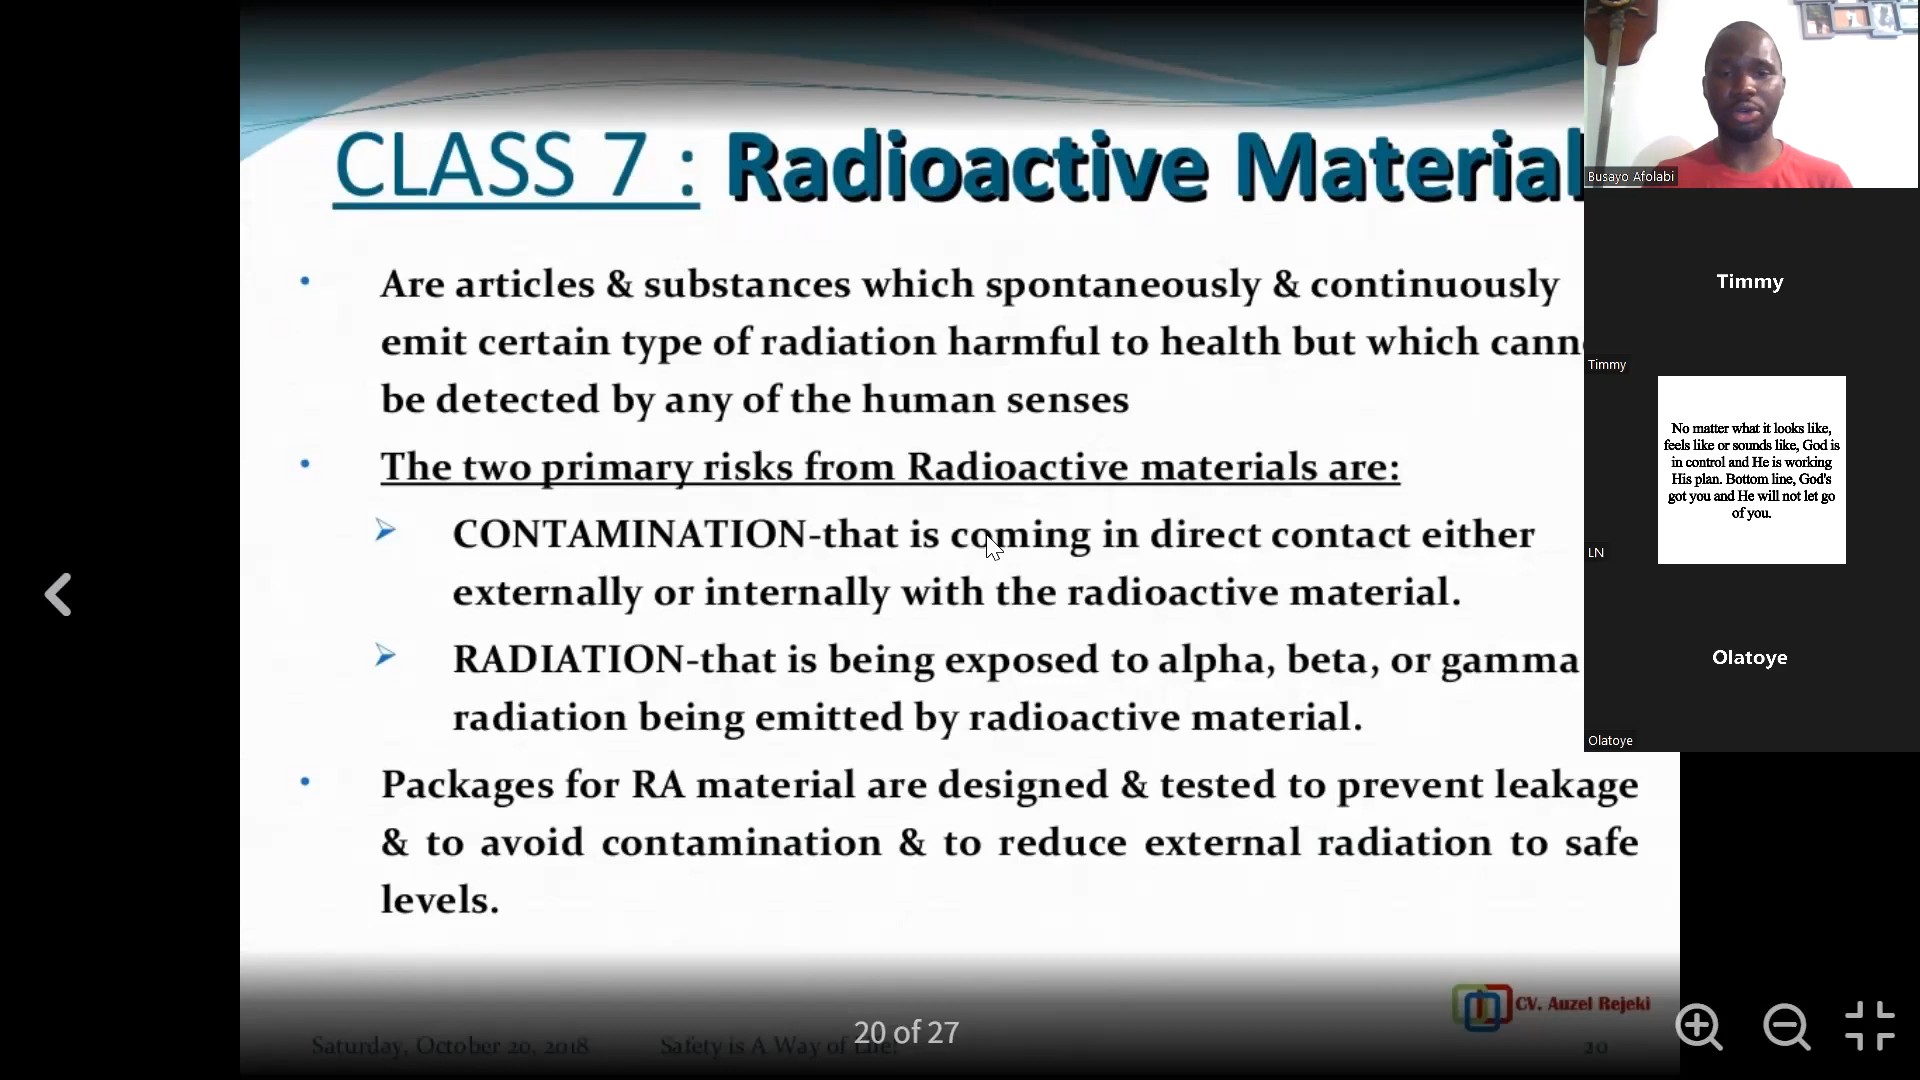 CLASS 7 : Radioactive Material
Are articles & substances which spontaneously & continuously
emit certain type of radiation harmful to health but which cann
be detected by any of the human senses
The two primary risks from Radioactive materials are:
CONTAMINATION-that is coming in direct contact either
externally or internally with the radioactive material.
RADIATION-that is being exposed to alpha, beta, or gamma
radiation being emitted by radioactive material.
Packages for RA material are designed & tested to prevent leakage
& to avoid contamination & to reduce external radiation to safe
levels.
CV. Auzel Rejeki
Saturday, October 20, 2018
Safety is A Way of Life!
20 of 27
20
Busayo Afolabi
Timmy
Timmy
No matter what it looks like,
feels like or sounds like, God is
in control and He is working
His plan. Bottom line, God's
got you and He will not let go
of you.
LN
Olatoye
Olatoye